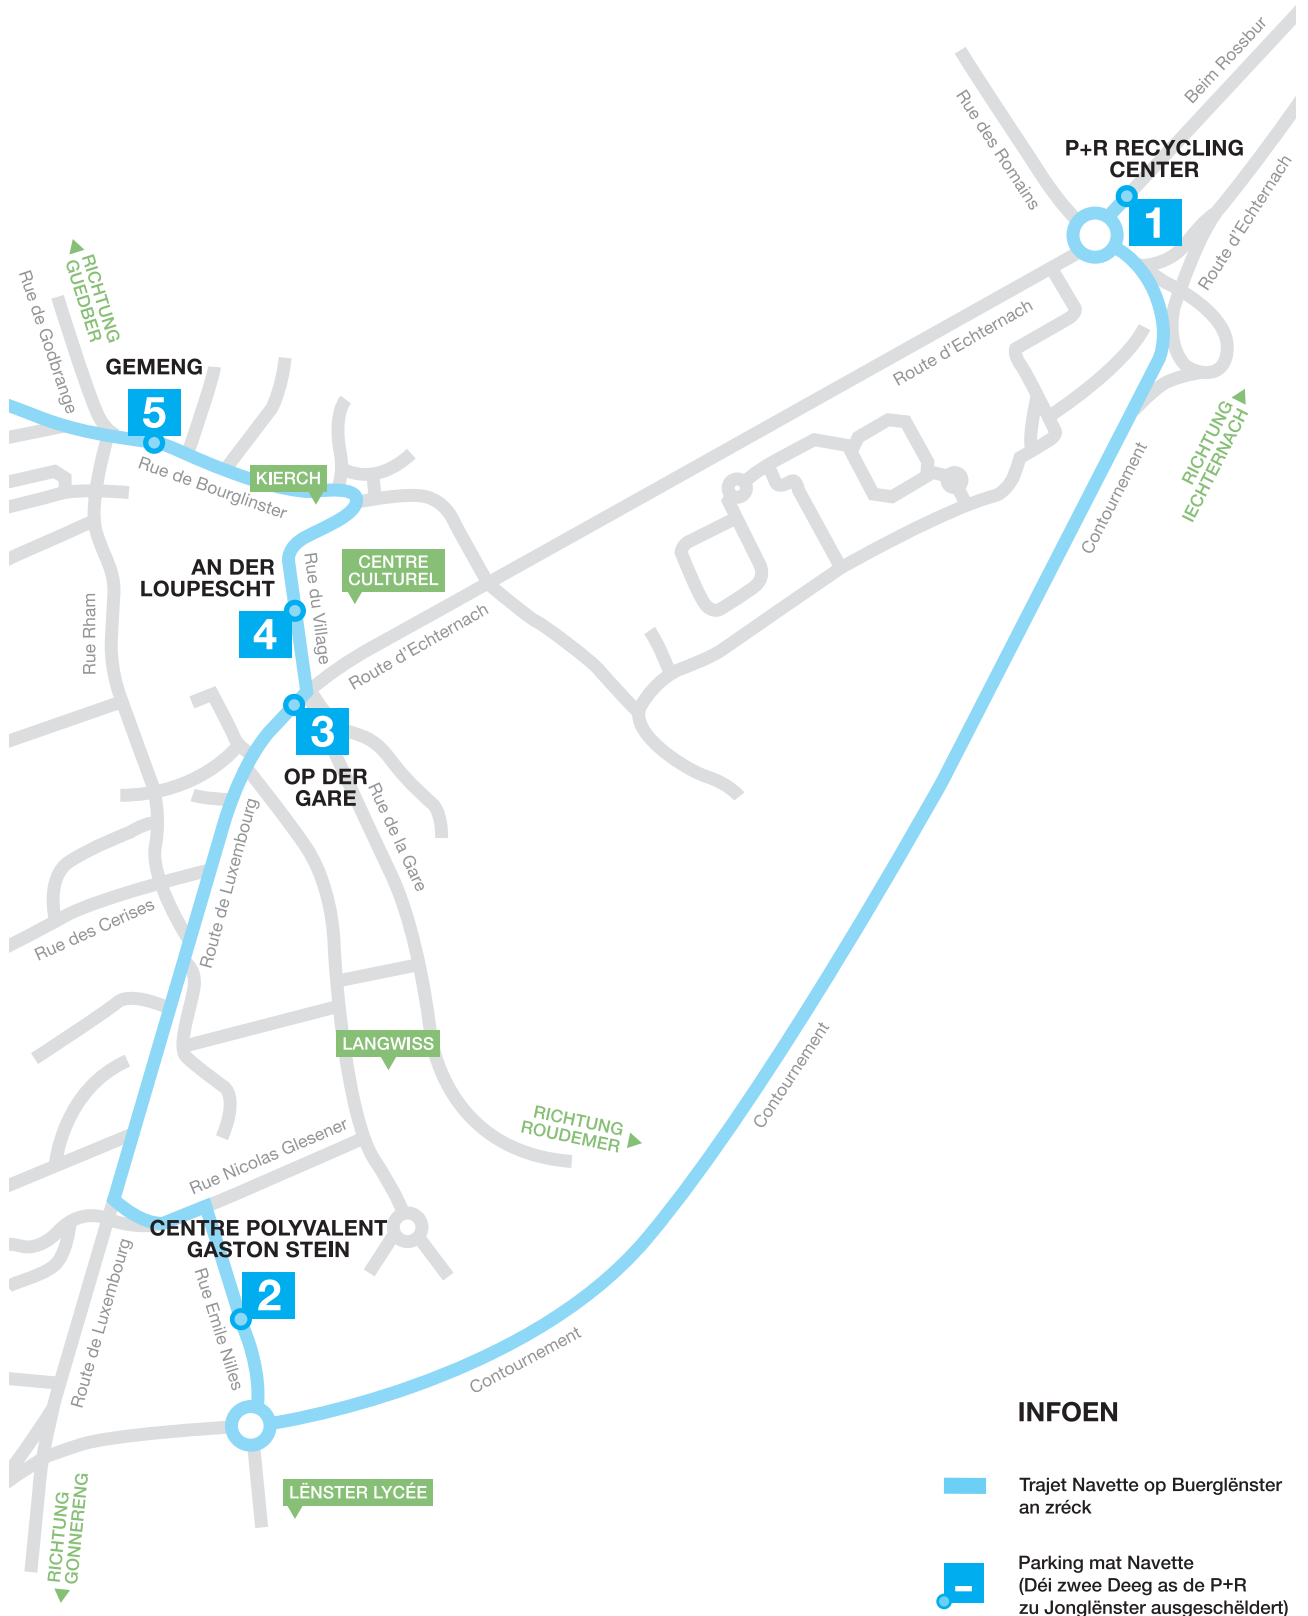 Beim Rossbur
Rue des Romains
P+R RECYCLING
CENTER
1
Route d'Echternach
RICHTUNG
GUEDBER
Rue de Godbrange
Route d'Echternach
GEMENG
5
RICHTUNG
IECHTERNACH
Rue de Bourglinster
KIERCH
Contournement
AN DER
LOUPESCHT
Rue du Village
CENTRE
CULTUREL
4
Rue Rham
Route d'Echternach
3
OP DER
GARE
Rue de la Gare
Route de Luxembourg
Rue des Cerises
LANGWISS
Contournement
RICHTUNG
ROUDEMER
Rue Nicolas Glesener
CENTRE POLYVALENT
GASTON STEIN
2
Route de Luxembourg
Rue Emile Nilles
Contournement
INFOEN
LËNSTER LYCÉE
RICHTUNG
GONNERENG
Trajet Navette op Buerglënster
an zréck
Parking mat Navette
(Déi zwee Deeg as de P+R
zu Jonglënster ausgeschëldert)